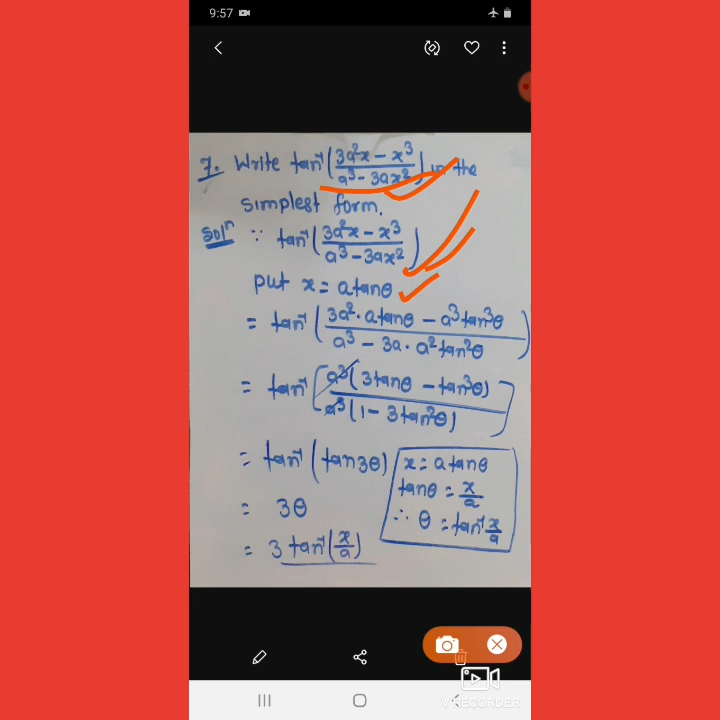 9:57
7. Write tan⁻¹(3a²x − x³ / a³ − 3ax²) in the
simplest form.
Solⁿ ∵ tan⁻¹(3a²x − x³ / a³ − 3ax²)
put x = a tanθ
= tan⁻¹(3a²·a tanθ − a³tan³θ / a³ − 3a·a²tan²θ)
= tan⁻¹[a³(3tanθ − tan³θ) / a³(1 − 3tan²θ)]
= tan⁻¹(tan3θ)
= 3θ
= 3 tan⁻¹(x/a)
x = a tanθ
tanθ = x/a
∴ θ = tan⁻¹ x/a
VRECORDER